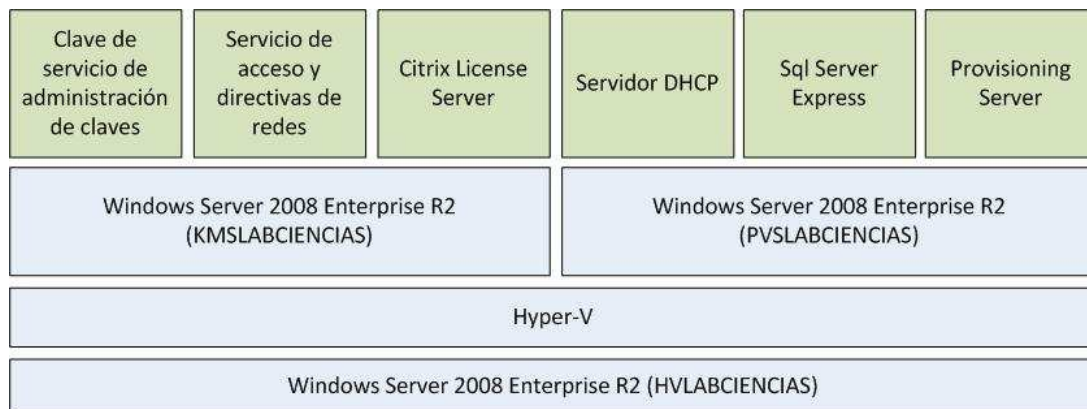 Clave de
servicio de
administración
de claves
Servicio de
acceso y
directivas de
redes
Citrix License
Server
Servidor DHCP
Sql Server
Express
Provisioning
Server
Windows Server 2008 Enterprise R2
(KMSLABCIENCIAS)
Windows Server 2008 Enterprise R2
(PVSLABCIENCIAS)
Hyper-V
Windows Server 2008 Enterprise R2 (HVLABCIENCIAS)